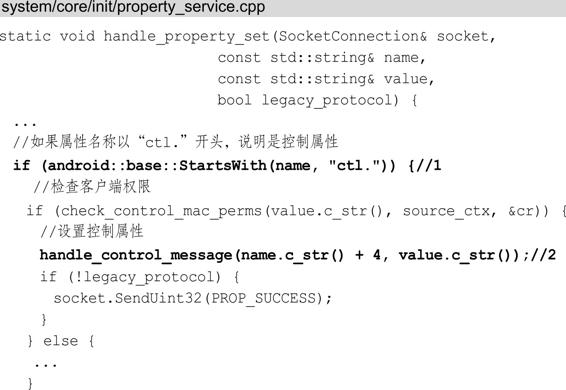 system/core/init/property_service.cpp
static void handle_property_set(SocketConnection& socket,
const std::string& name,
const std::string& value,
bool legacy_protocol) {
...
//如果属性名称以“ctl.”开头，说明是控制属性
if (android::base::StartsWith(name, "ctl.")) {//1
//检查客户端权限
if (check_control_mac_perms(value.c_str(), source_ctx, &cr)) {
//设置控制属性
handle_control_message(name.c_str() + 4, value.c_str());//2
if (!legacy_protocol) {
socket.SendUint32(PROP_SUCCESS);
}
} else {
...
}